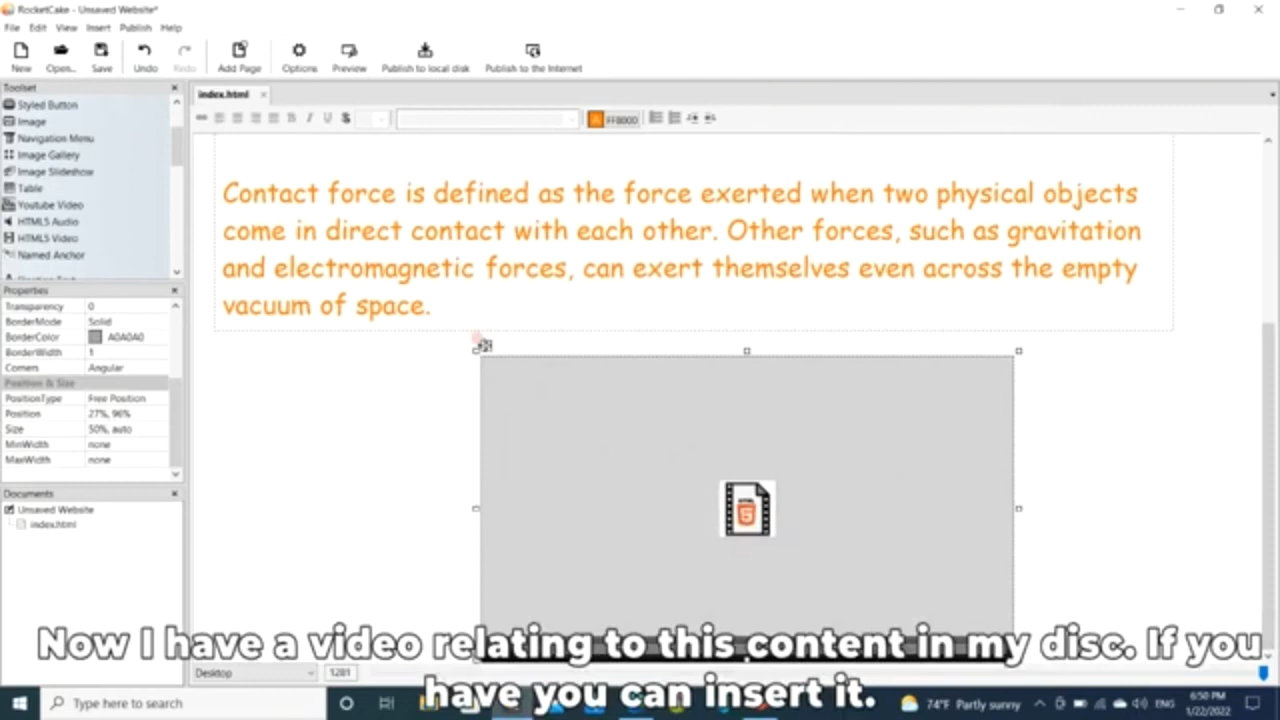 RocketCake - Unsaved Website*
File Edit View Insert Publish Help
New Open... Save Undo Redo Add Page Options Preview Publish to local disk Publish to the Internet
Toolset
Styled Button
Image
Navigation Menu
Image Gallery
Image Slideshow
Table
Youtube Video
HTML5 Audio
HTML5 Video
Named Anchor
Properties
Transparency 0
BorderMode Solid
BorderColor A0A0A0
BorderWidth 1
Corners Angular
Position & Size
PositionType Free Position
Position 27%, 96%
Size 50%, auto
MinWidth none
MaxWidth none
Documents
Unsaved Website
index.html
index.html
B I U S FF8000
Contact force is defined as the force exerted when two physical objects
come in direct contact with each other. Other forces, such as gravitation
and electromagnetic forces, can exert themselves even across the empty
vacuum of space.
HTML
5
Now I have a video relating to this content in my disc. If you
have you can insert it.
Desktop 1281
Type here to search
74°F Partly sunny
ENG
6:50 PM
1/22/2022